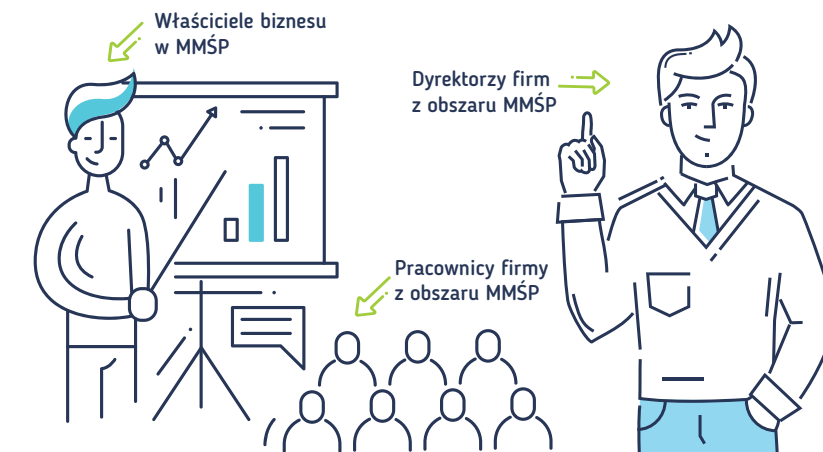 Właściciele biznesu
w MMŚP
Dyrektorzy firm
z obszaru MMŚP
Pracownicy firmy
z obszaru MMŚP